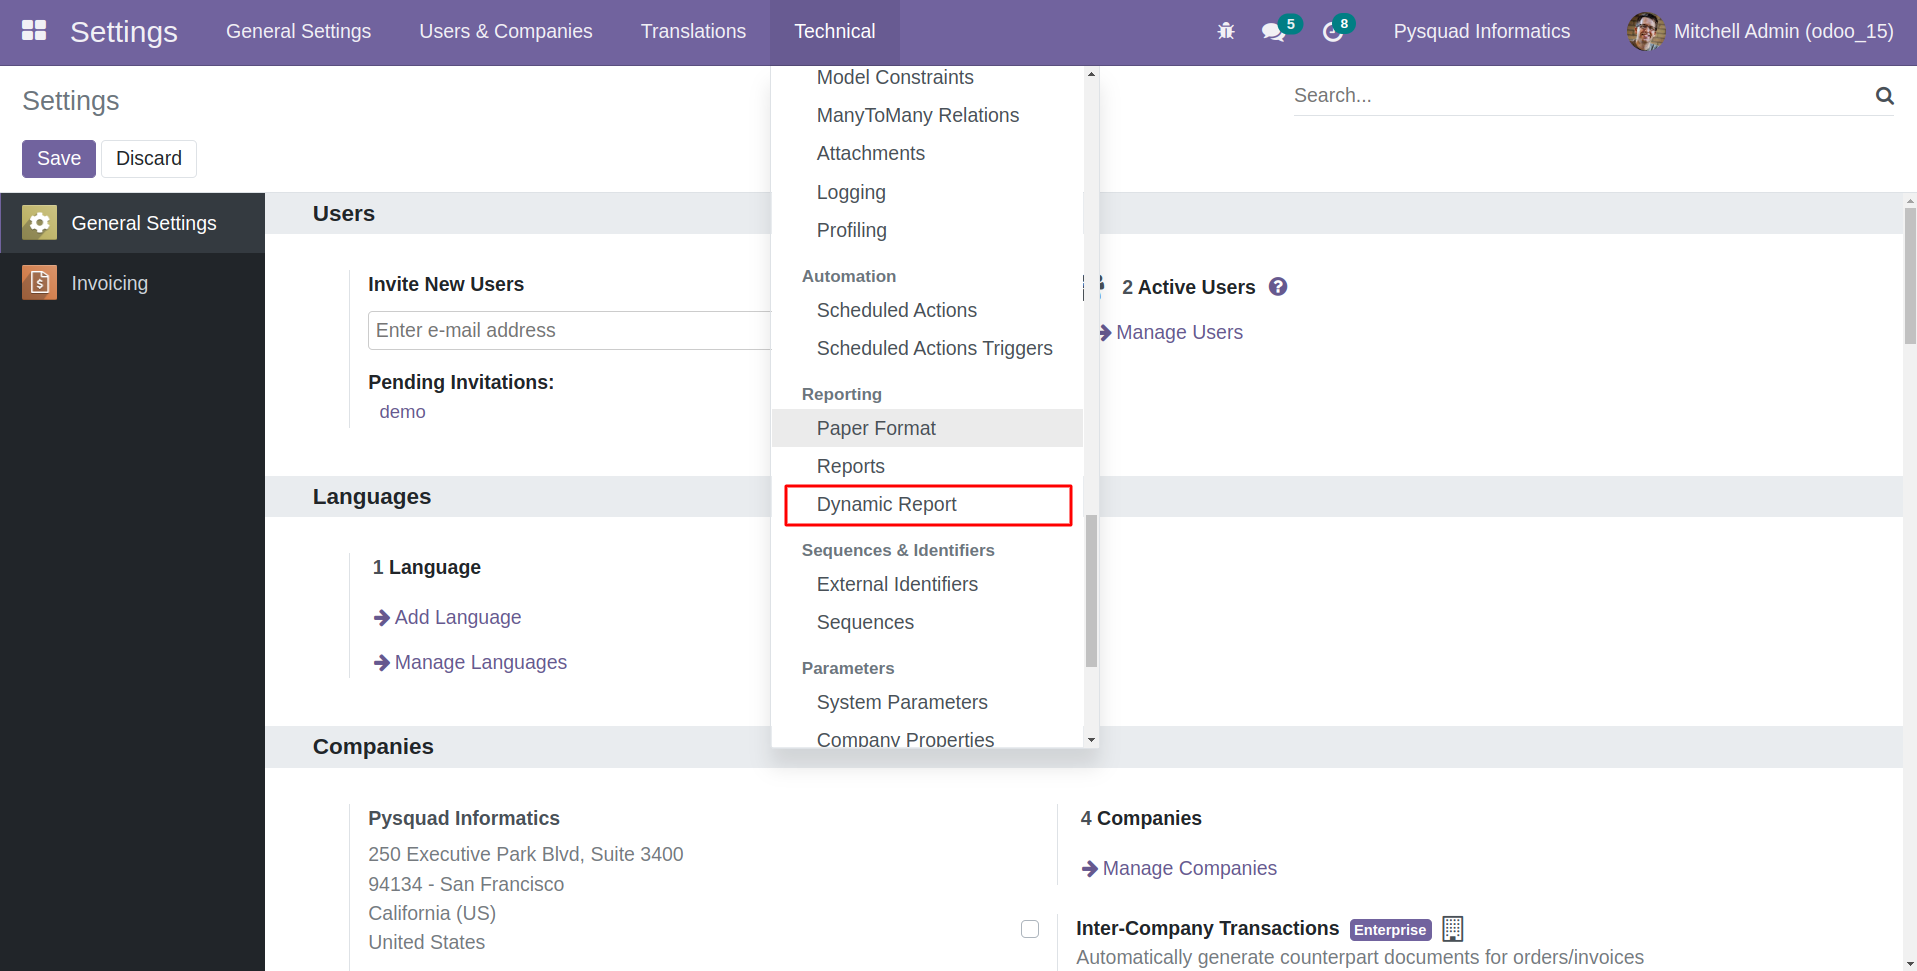 Settings
General Settings
Users & Companies
Translations
Technical
5
8
Pysquad Informatics
Mitchell Admin (odoo_15)
Settings
Search...
Save
Discard
General Settings
Invoicing
Model Constraints
ManyToMany Relations
Attachments
Logging
Profiling
Automation
Scheduled Actions
Scheduled Actions Triggers
Reporting
Paper Format
Reports
Dynamic Report
Sequences & Identifiers
External Identifiers
Sequences
Parameters
System Parameters
Company Properties
Users
Invite New Users
Enter e-mail address
Pending Invitations:
demo
2 Active Users
Manage Users
Languages
1 Language
Add Language
Manage Languages
Companies
Pysquad Informatics
250 Executive Park Blvd, Suite 3400
94134 - San Francisco
California (US)
United States
4 Companies
Manage Companies
Inter-Company Transactions Enterprise
Automatically generate counterpart documents for orders/invoices